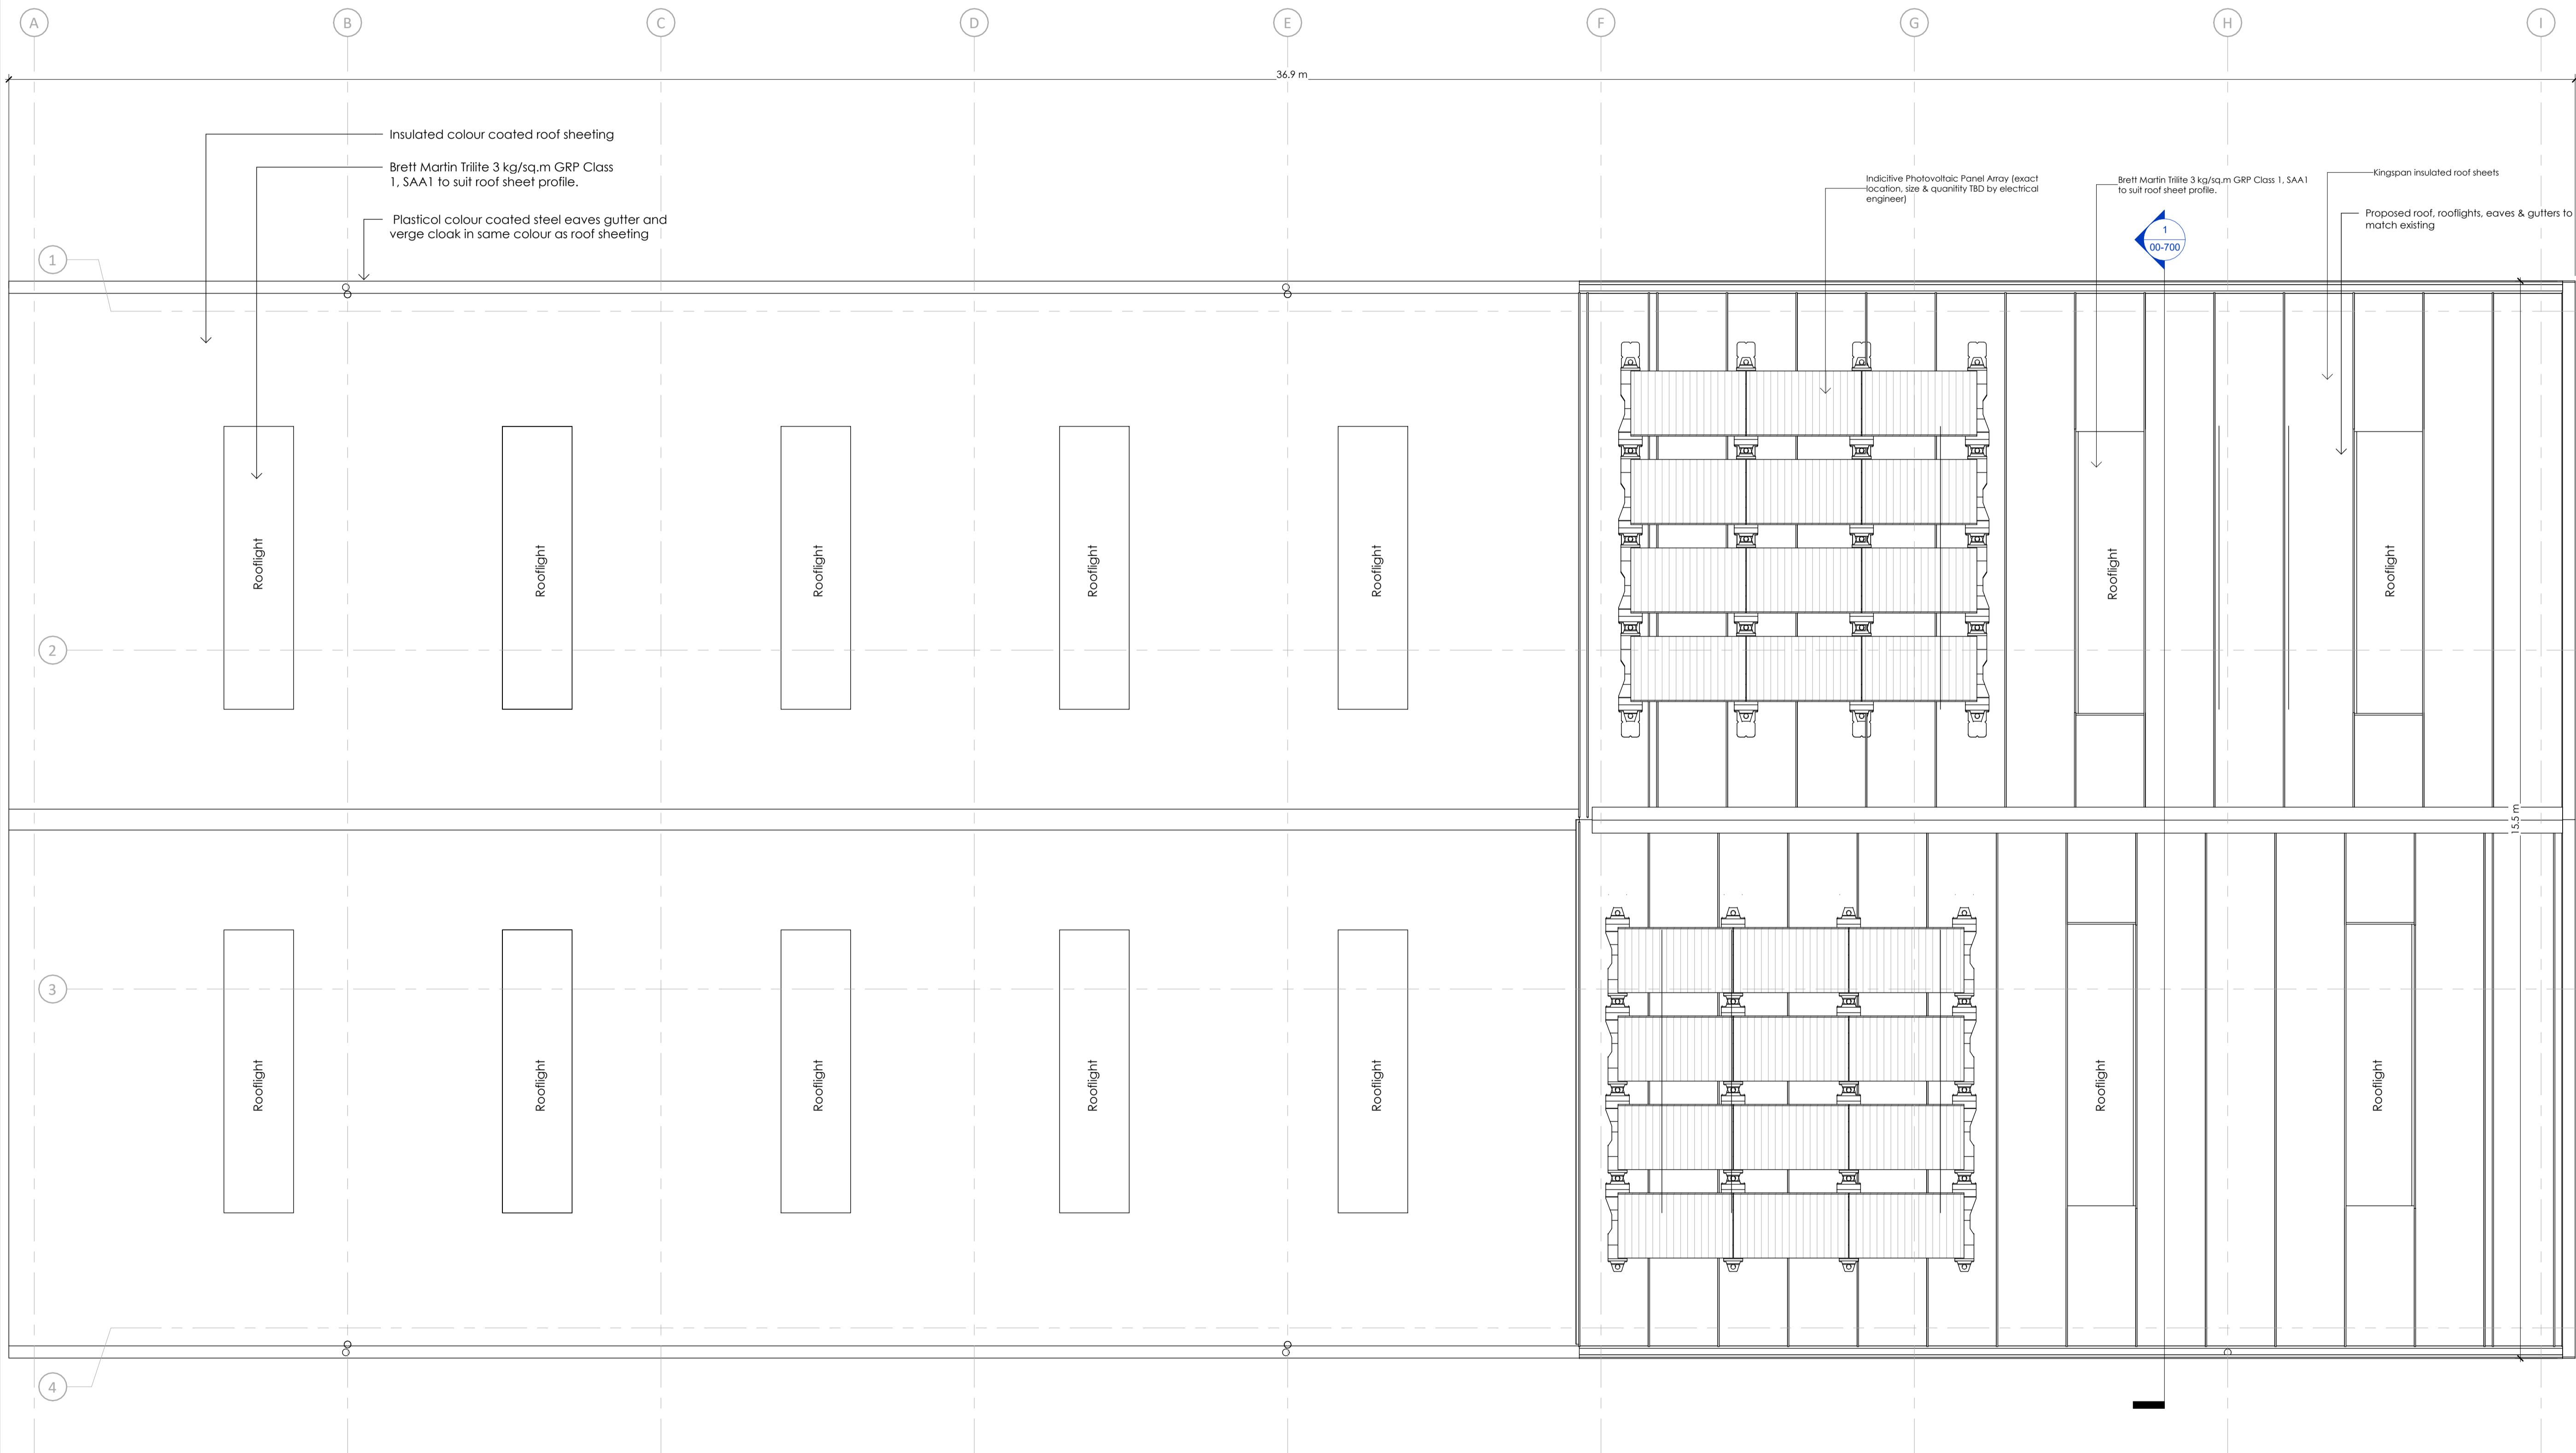 A
B
C
D
E
F
G
H
I
36.9 m
Insulated colour coated roof sheeting
Brett Martin Trilite 3 kg/sq.m GRP Class
1, SAA1 to suit roof sheet profile.
Plasticol colour coated steel eaves gutter and
verge cloak in same colour as roof sheeting
Indicitive Photovoltaic Panel Array (exact
location, size & quanitity TBD by electrical
engineer)
Brett Martin Trilite 3 kg/sq.m GRP Class 1, SAA1
to suit roof sheet profile.
Kingspan insulated roof sheets
Proposed roof, rooflights, eaves & gutters to
match existing
1
00-700
1
Rooflight
Rooflight
Rooflight
Rooflight
Rooflight
Rooflight
Rooflight
2
15.5 m
3
Rooflight
Rooflight
Rooflight
Rooflight
Rooflight
Rooflight
Rooflight
4